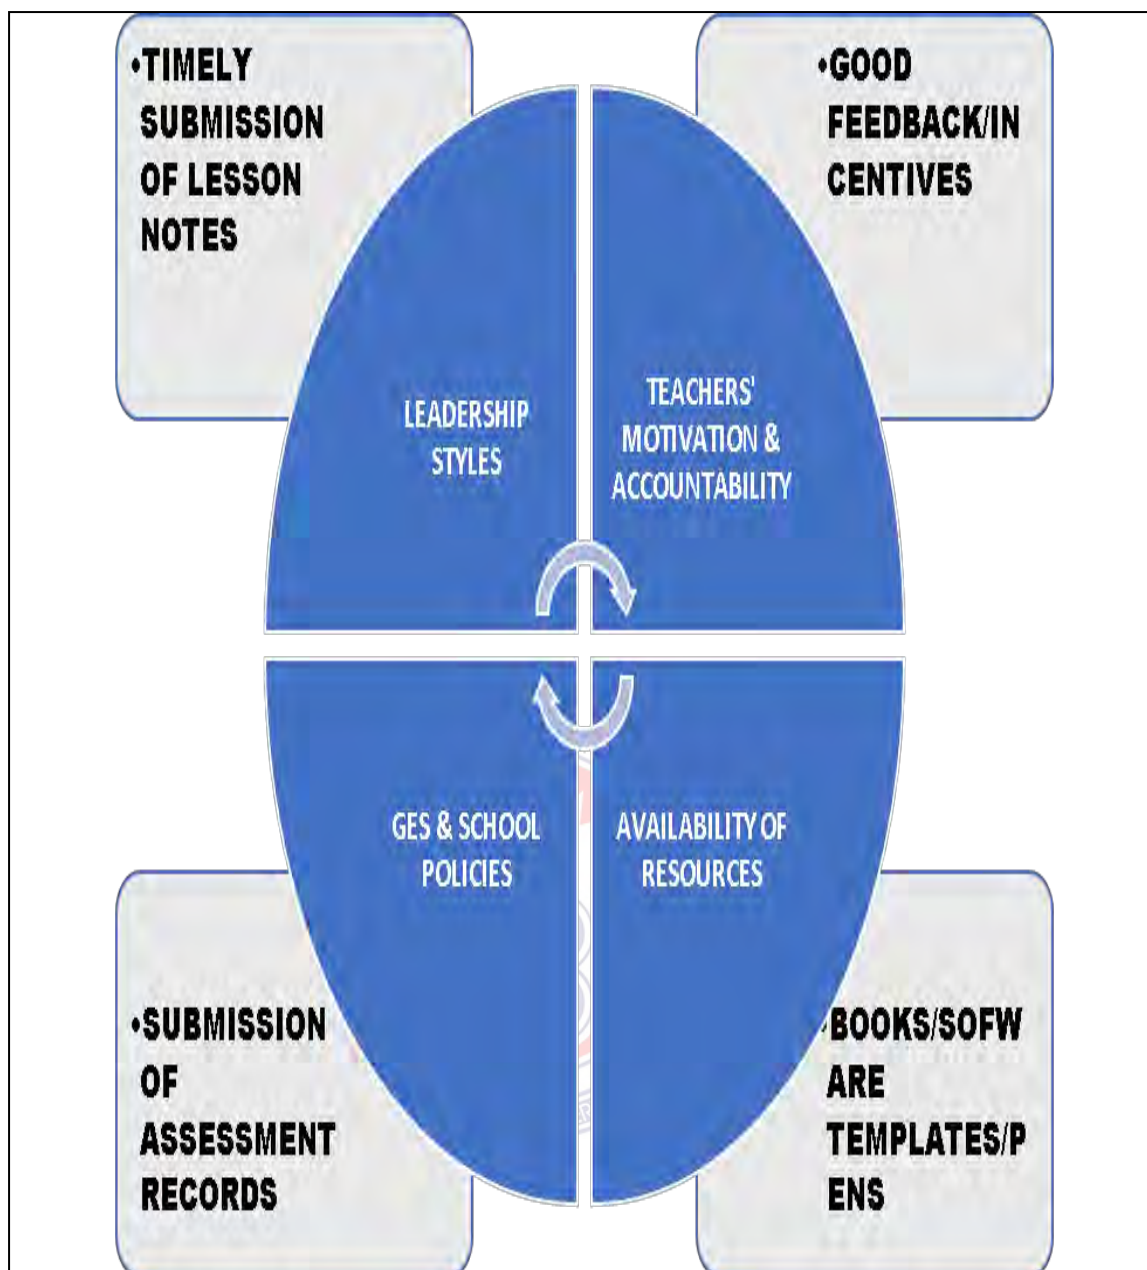 •TIMELY
SUBMISSION
OF LESSON
NOTES
•GOOD
FEEDBACK/IN
CENTIVES
LEADERSHIP
STYLES
TEACHERS'
MOTIVATION &
ACCOUNTABILITY
GES & SCHOOL
POLICIES
AVAILABILITY OF
RESOURCES
•SUBMISSION
OF
ASSESSMENT
RECORDS
•BOOKS/SOFW
ARE
TEMPLATES/P
ENS